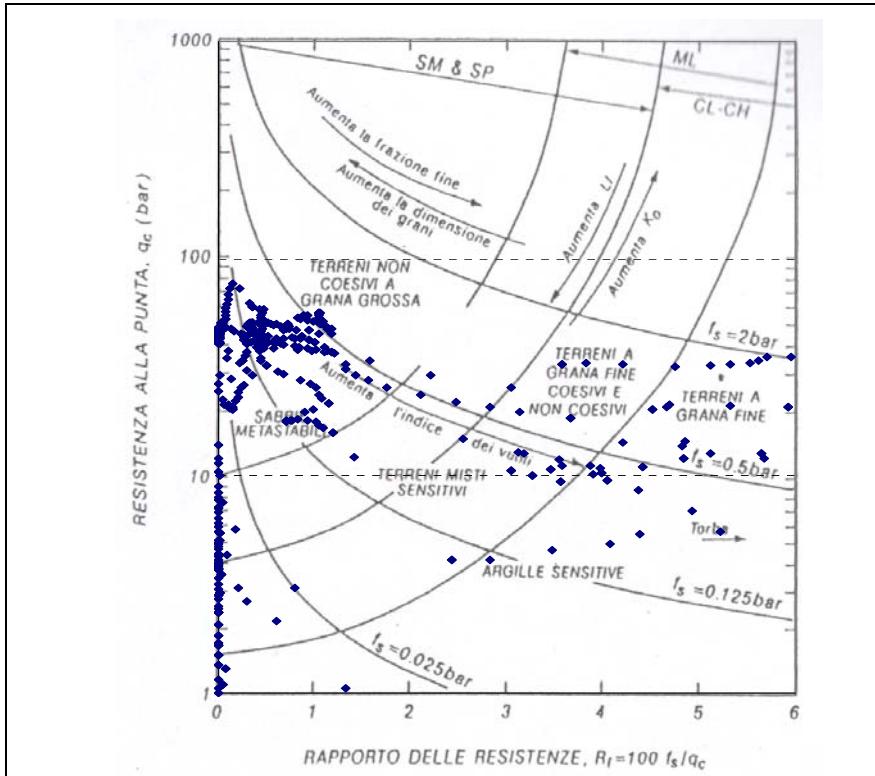 1000
100
10
1
RESISTENZA ALLA PUNTA, qc (bar)
SM & SP
ML
CL-CH
Aumenta la frazione fine
Aumenta la dimensione
dei grani
Aumenta LI
Aumenta Ko
TERRENI NON
COESIVI A
GRANA GROSSA
fs=2bar
TERRENI A
GRANA FINE
COESIVI E
NON COESIVI
TERRENI A
GRANA FINE
Aumenta
l'indice
dei vuoti
SABBIE
METASTABILI
fs=0.5bar
TERRENI MISTI
SENSITIVI
Torba
ARGILLE SENSITIVE
fs=0.125bar
fs=0.025bar
0 1 2 3 4 5 6
RAPPORTO DELLE RESISTENZE, Rf=100 fs/qc